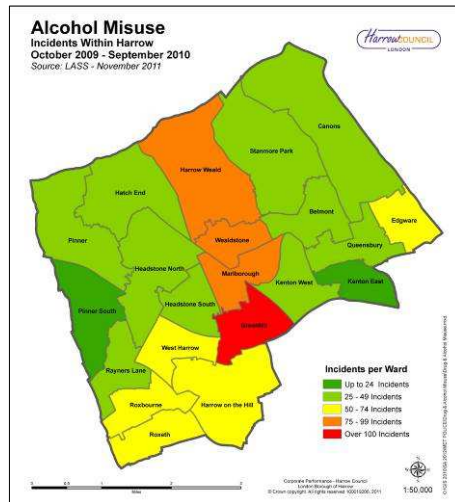 Alcohol Misuse
Incidents Within Harrow
October 2009 - September 2010
Source: LASS - November 2011
HarrowCOUNCIL
LONDON
Canons
Stanmore Park
Harrow Weald
Hatch End
Belmont
Edgware
Pinner
Wealdstone
Queensbury
Headstone North
Marlborough
Kenton West
Kenton East
Pinner South
Headstone South
Greenhill
West Harrow
Rayners Lane
Roxbourne
Harrow on the Hill
Roxeth
Incidents per Ward
Up to 24 Incidents
25 - 49 Incidents
50 - 74 Incidents
75 - 99 Incidents
Over 100 Incidents
Corporate Performance - Harrow Council
London Borough of Harrow
1:50,000